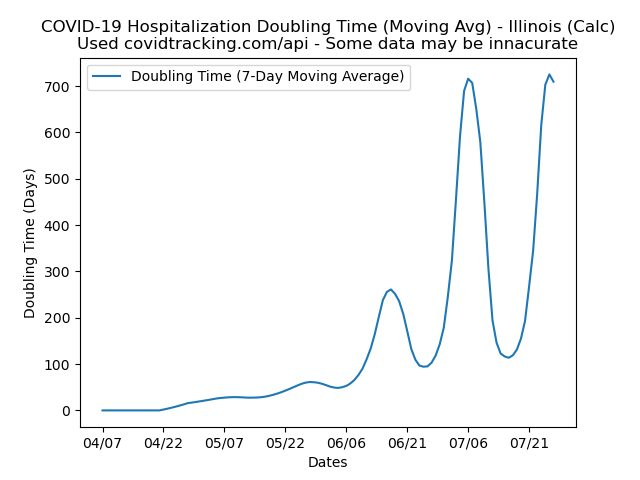 COVID-19 Hospitalization Doubling Time (Moving Avg) - Illinois (Calc)
Used covidtracking.com/api - Some data may be innacurate
Doubling Time (7-Day Moving Average)
700
600
500
400
300
200
100
0
Doubling Time (Days)
04/07 04/22 05/07 05/22 06/06 06/21 07/06 07/21
Dates